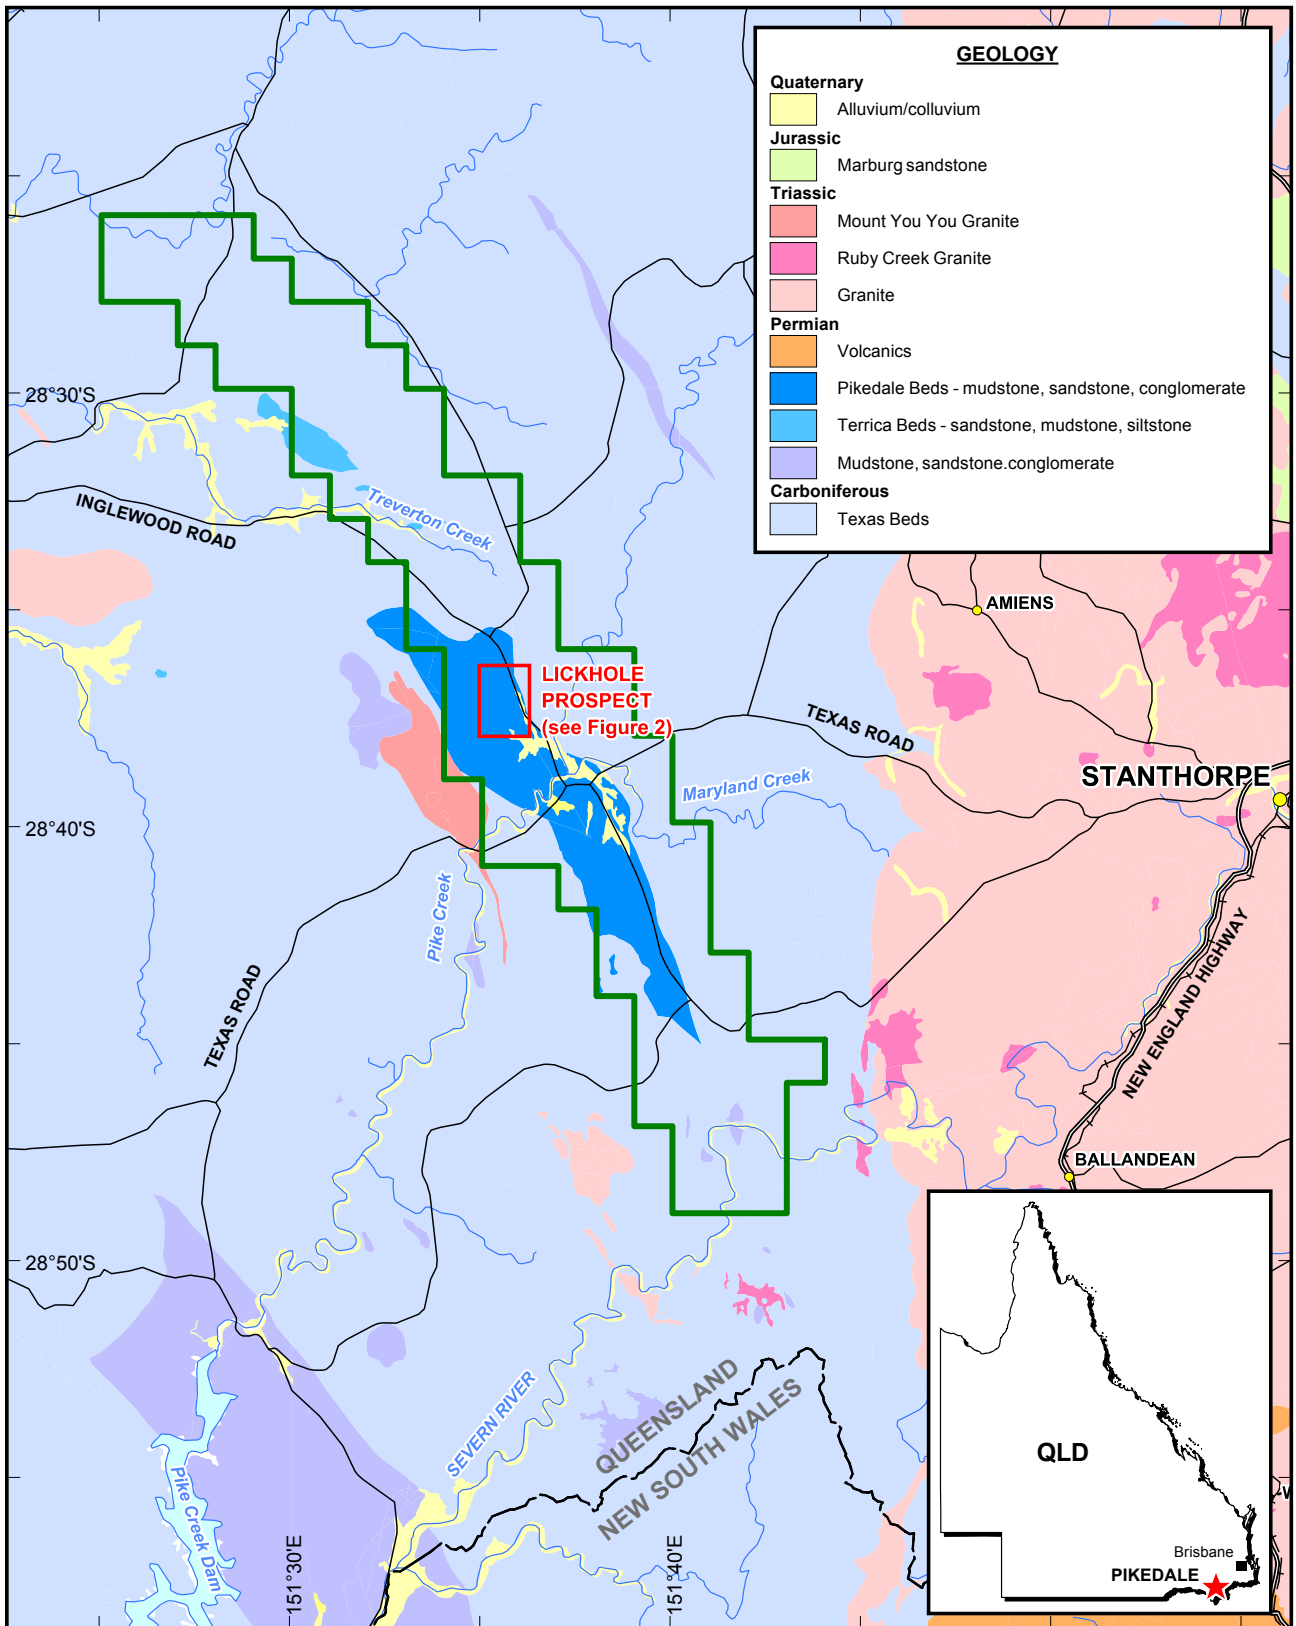 GEOLOGY
Quaternary
Alluvium/colluvium
Jurassic
Marburg sandstone
Triassic
Mount You You Granite
Ruby Creek Granite
Granite
Permian
Volcanics
Pikedale Beds - mudstone, sandstone, conglomerate
Terrica Beds - sandstone, mudstone, siltstone
Mudstone, sandstone.conglomerate
Carboniferous
Texas Beds
28°30'S
INGLEWOOD ROAD
Treverton Creek
AMIENS
LICKHOLE
PROSPECT
(see Figure 2)
TEXAS ROAD
STANTHORPE
Maryland Creek
28°40'S
Pike Creek
TEXAS ROAD
NEW ENGLAND HIGHWAY
BALLANDEAN
28°50'S
SEVERN RIVER
QUEENSLAND
NEW SOUTH WALES
Pike Creek Dam
151°30'E
151°40'E
QLD
Brisbane
PIKEDALE